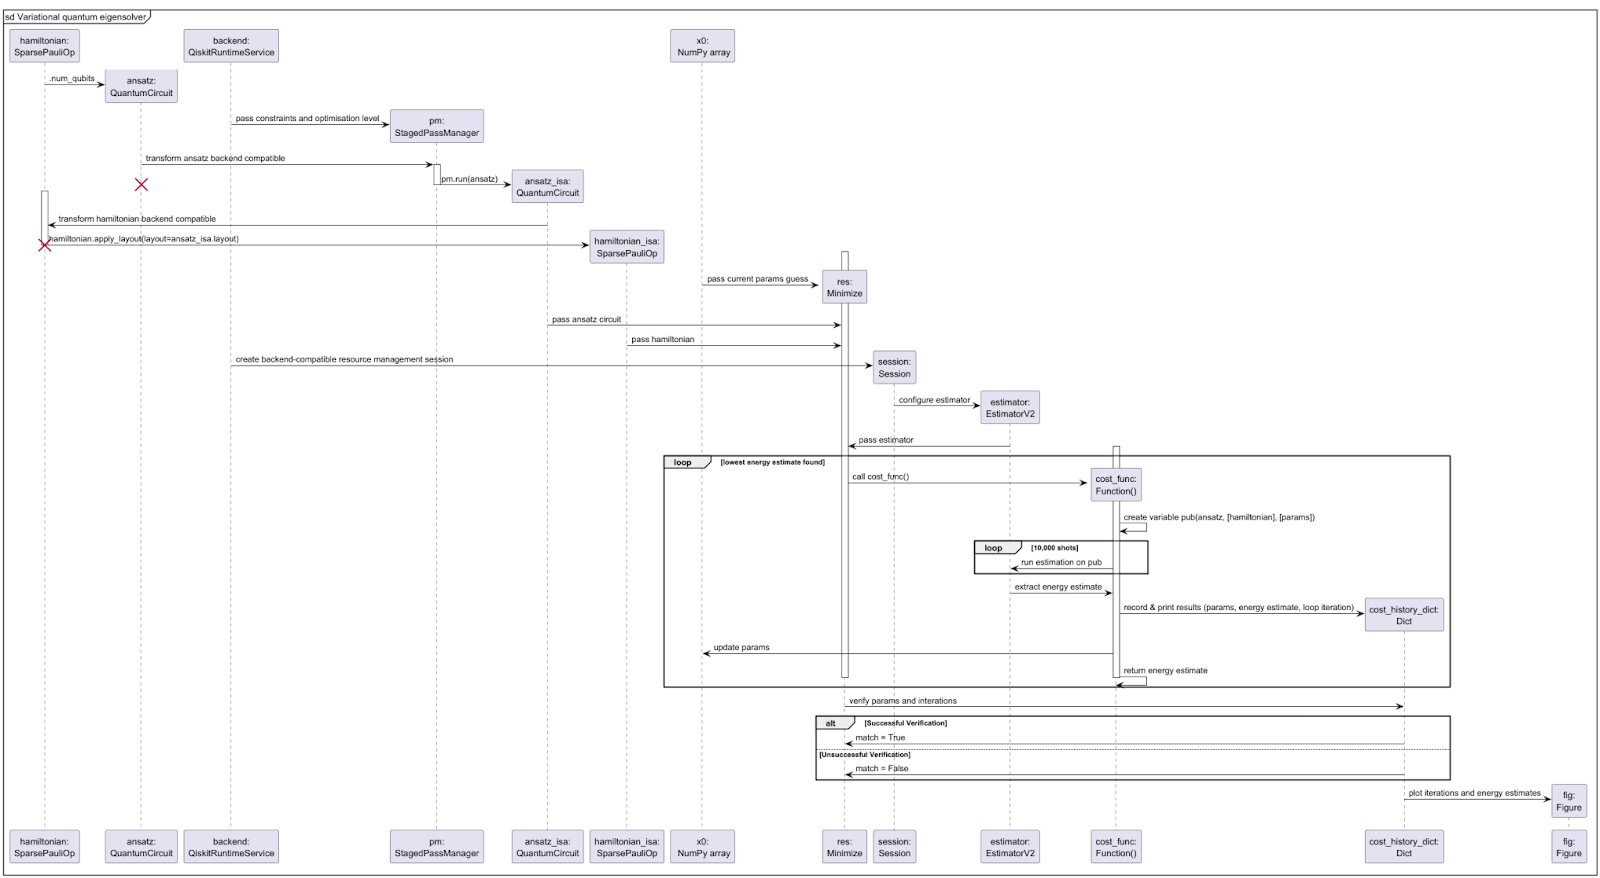 sd Variational quantum eigensolver
hamiltonian:
SparsePauliOp
backend:
QiskitRuntimeService
x0:
NumPy array
.num_qubits
ansatz:
QuantumCircuit
pass constraints and optimisation level
pm:
StagedPassManager
transform ansatz backend compatible
pm.run(ansatz)
ansatz_isa:
QuantumCircuit
transform hamiltonian backend compatible
hamiltonian.apply_layout(layout=ansatz_isa.layout)
hamiltonian_isa:
SparsePauliOp
pass current params guess
res:
Minimize
pass ansatz circuit
pass hamiltonian
create backend-compatible resource management session
session:
Session
configure estimator
estimator:
EstimatorV2
pass estimator
loop
[lowest energy estimate found]
call cost_func()
cost_func:
Function()
create variable pub(ansatz, [hamiltonian], [params])
loop
[10,000 shots]
run estimation on pub
extract energy estimate
record & print results (params, energy estimate, loop iteration)
cost_history_dict:
Dict
update params
return energy estimate
verify params and interations
alt
[Successful Verification]
match = True
[Unsuccessful Verification]
match = False
plot iterations and energy estimates
fig:
Figure
hamiltonian:
SparsePauliOp
ansatz:
QuantumCircuit
backend:
QiskitRuntimeService
pm:
StagedPassManager
ansatz_isa:
QuantumCircuit
hamiltonian_isa:
SparsePauliOp
x0:
NumPy array
res:
Minimize
session:
Session
estimator:
EstimatorV2
cost_func:
Function()
cost_history_dict:
Dict
fig:
Figure